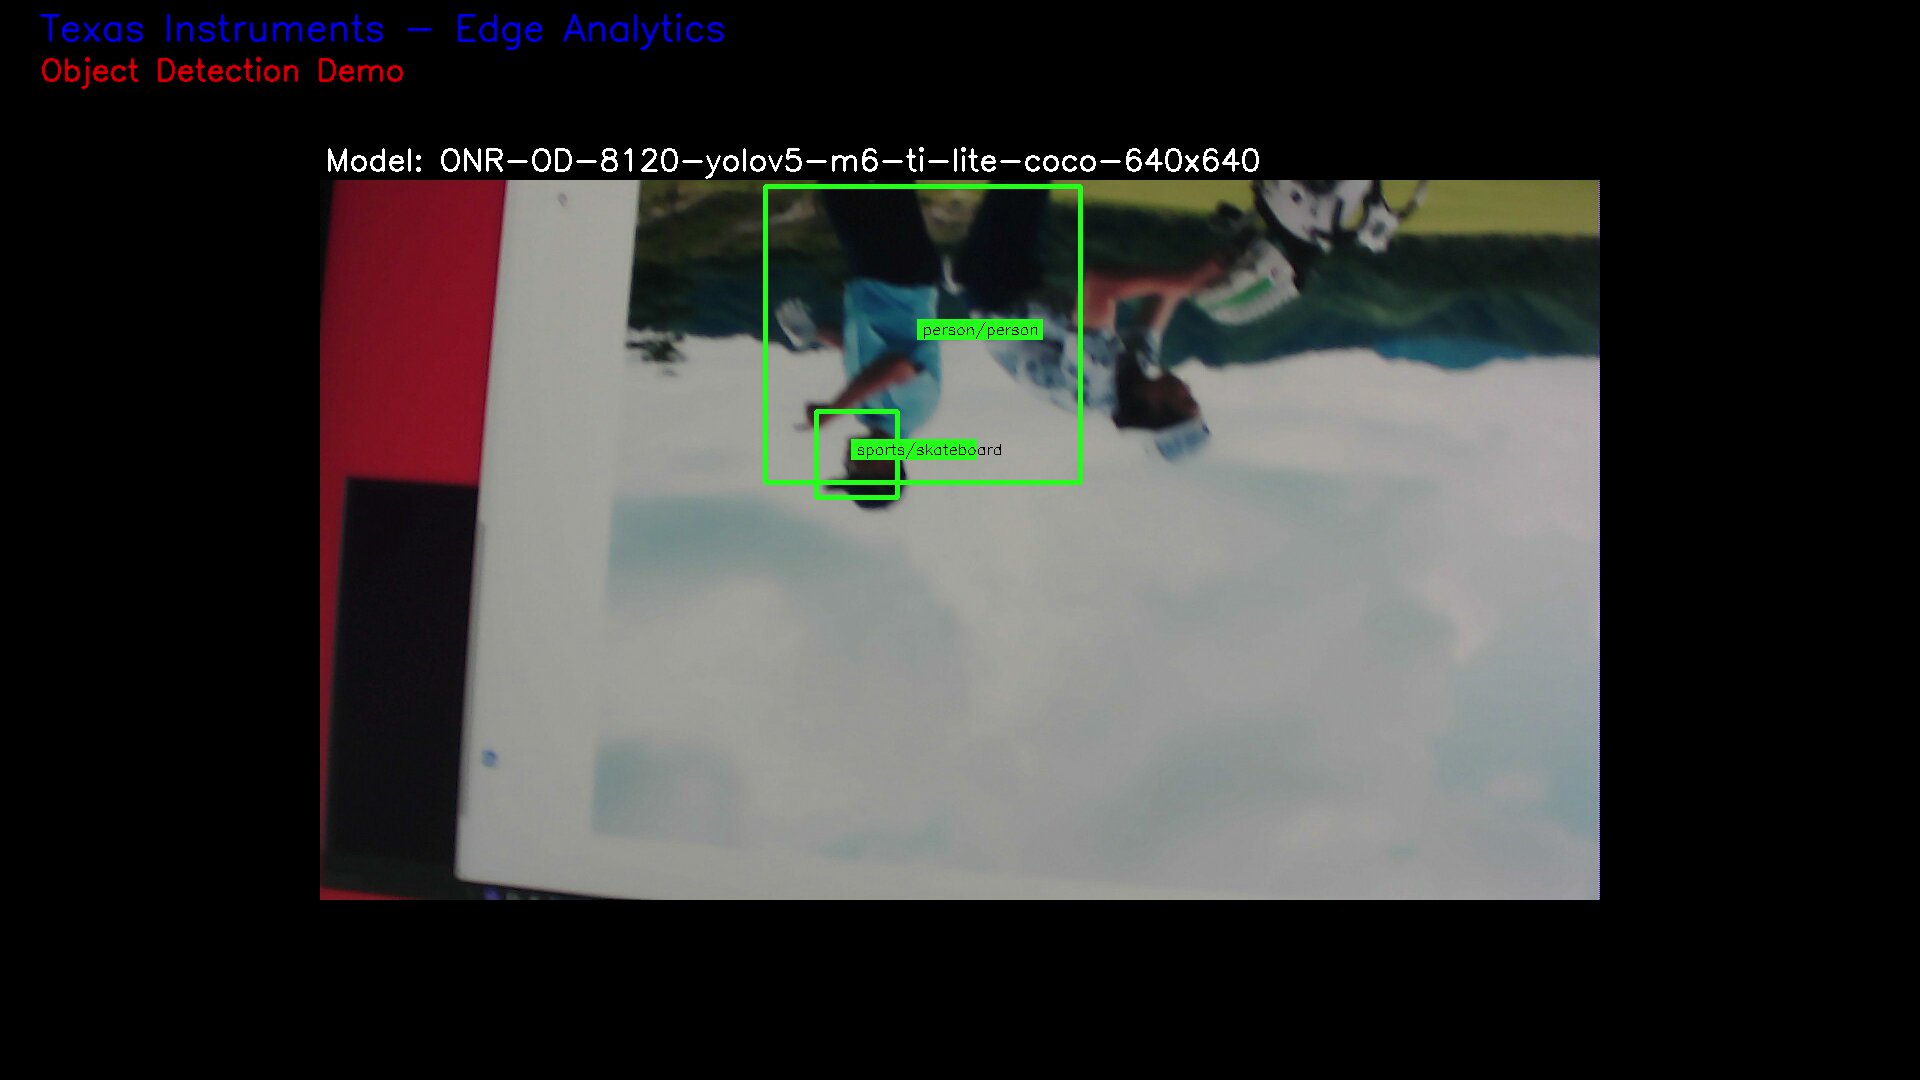 Texas Instruments - Edge Analytics
Object Detection Demo
Model: ONR-OD-8120-yolov5-m6-ti-lite-coco-640x640
person/person
sports/skateboard